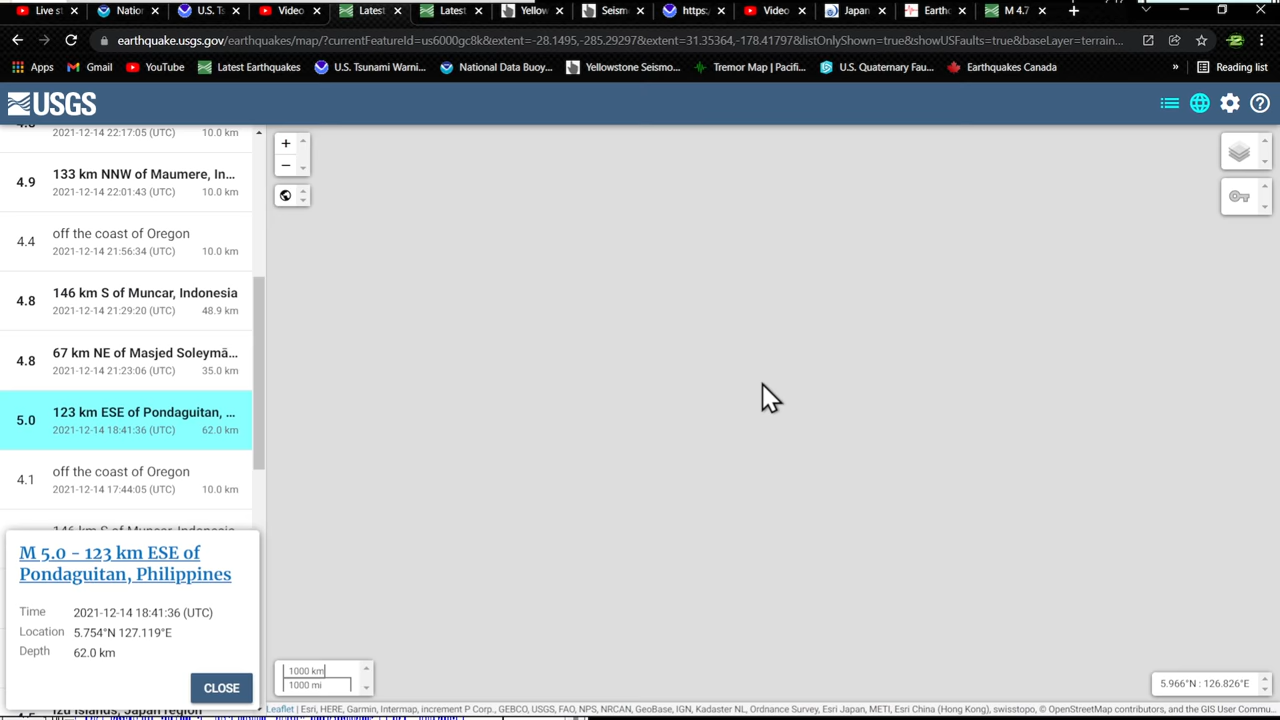 Live st
Nation
U.S. Ts
Video
Latest
Latest
Yellow
Seism
https:
Video
Japan
Earth
M 4.7
earthquake.usgs.gov/earthquakes/map/?currentFeatureId=us6000gc8k&extent=-28.1495,-285.29297&extent=31.35364,-178.41797&listOnlyShown=true&showUSFaults=true&baseLayer=terrain...
Apps Gmail YouTube Latest Earthquakes U.S. Tsunami Warni... National Data Buoy... Yellowstone Seismo... Tremor Map | Pacifi... U.S. Quaternary Fau... Earthquakes Canada » Reading list
USGS
2021-12-14 22:17:05 (UTC) 10.0 km
4.9 133 km NNW of Maumere, In...
2021-12-14 22:01:43 (UTC) 10.0 km
4.4 off the coast of Oregon
2021-12-14 21:56:34 (UTC) 10.0 km
4.8 146 km S of Muncar, Indonesia
2021-12-14 21:29:20 (UTC) 48.9 km
4.8 67 km NE of Masjed Soleymā...
2021-12-14 21:23:06 (UTC) 35.0 km
5.0 123 km ESE of Pondaguitan, ...
2021-12-14 18:41:36 (UTC) 62.0 km
4.1 off the coast of Oregon
2021-12-14 17:44:05 (UTC) 10.0 km
146 km S of Muncar, Indonesia
M 5.0 - 123 km ESE of
Pondaguitan, Philippines
Time 2021-12-14 18:41:36 (UTC)
Location 5.754°N 127.119°E
Depth 62.0 km
CLOSE
Izu Islands, Japan region
1000 km
1000 mi
5.966°N : 126.826°E
Leaflet | Esri, HERE, Garmin, Intermap, increment P Corp., GEBCO, USGS, FAO, NPS, NRCAN, GeoBase, IGN, Kadaster NL, Ordnance Survey, Esri Japan, METI, Esri China (Hong Kong), swisstopo, © OpenStreetMap contributors, and the GIS User Commu...